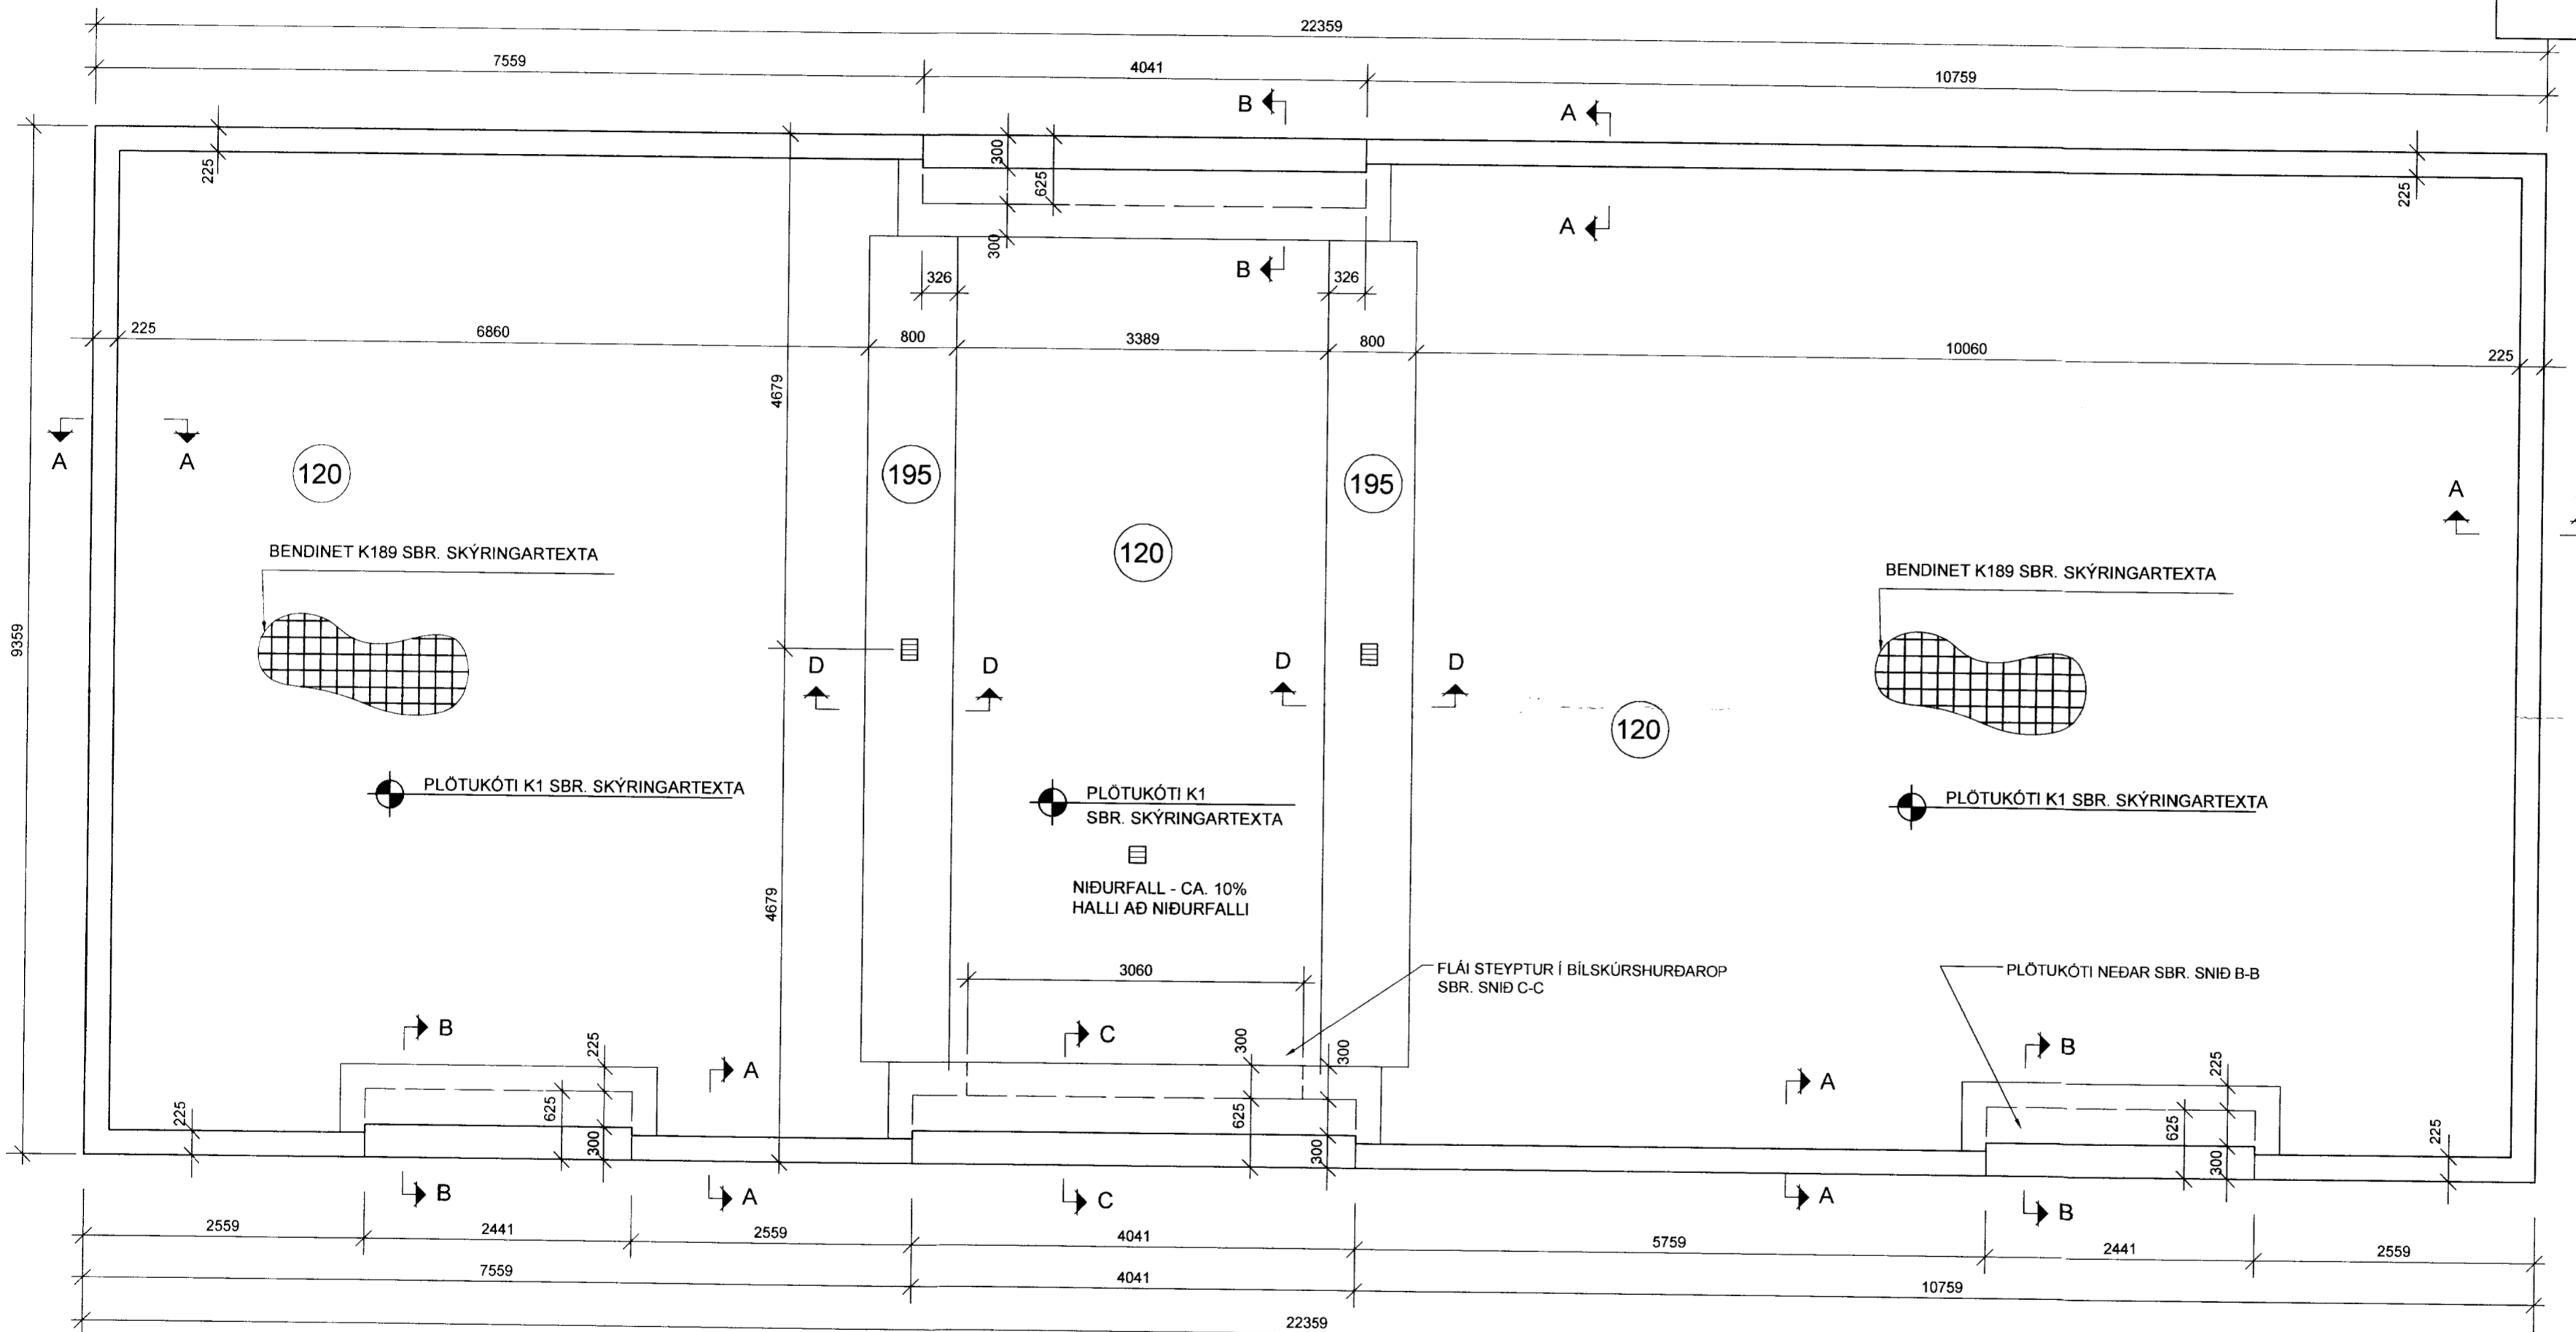 22359
7559
4041
10759
B
A
225
300
625
225
300
A
B
326
326
225
6860
800
3389
800
10060
225
4679
A
A
120
195
195
A
120
BENDINET K189 SBR. SKÝRINGARTEXTA
BENDINET K189 SBR. SKÝRINGARTEXTA
9359
D
D
D
D
120
PLÖTUKÓTI K1 SBR. SKÝRINGARTEXTA
PLÖTUKÓTI K1
SBR. SKÝRINGARTEXTA
PLÖTUKÓTI K1 SBR. SKÝRINGARTEXTA
4679
NIÐURFALL - CA. 10%
HALLI AÐ NIÐURFALLI
3060
FLÁI STEYPTUR Í BÍLSKÚRSHURÐAROP
SBR. SNIÐ C-C
PLÖTUKÓTI NEÐAR SBR. SNIÐ B-B
B
C
B
225
A
300
300
A
225
225
625
300
625
300
625
300
225
B
A
C
A
B
2559
2441
2559
4041
5759
2441
2559
7559
4041
10759
22359